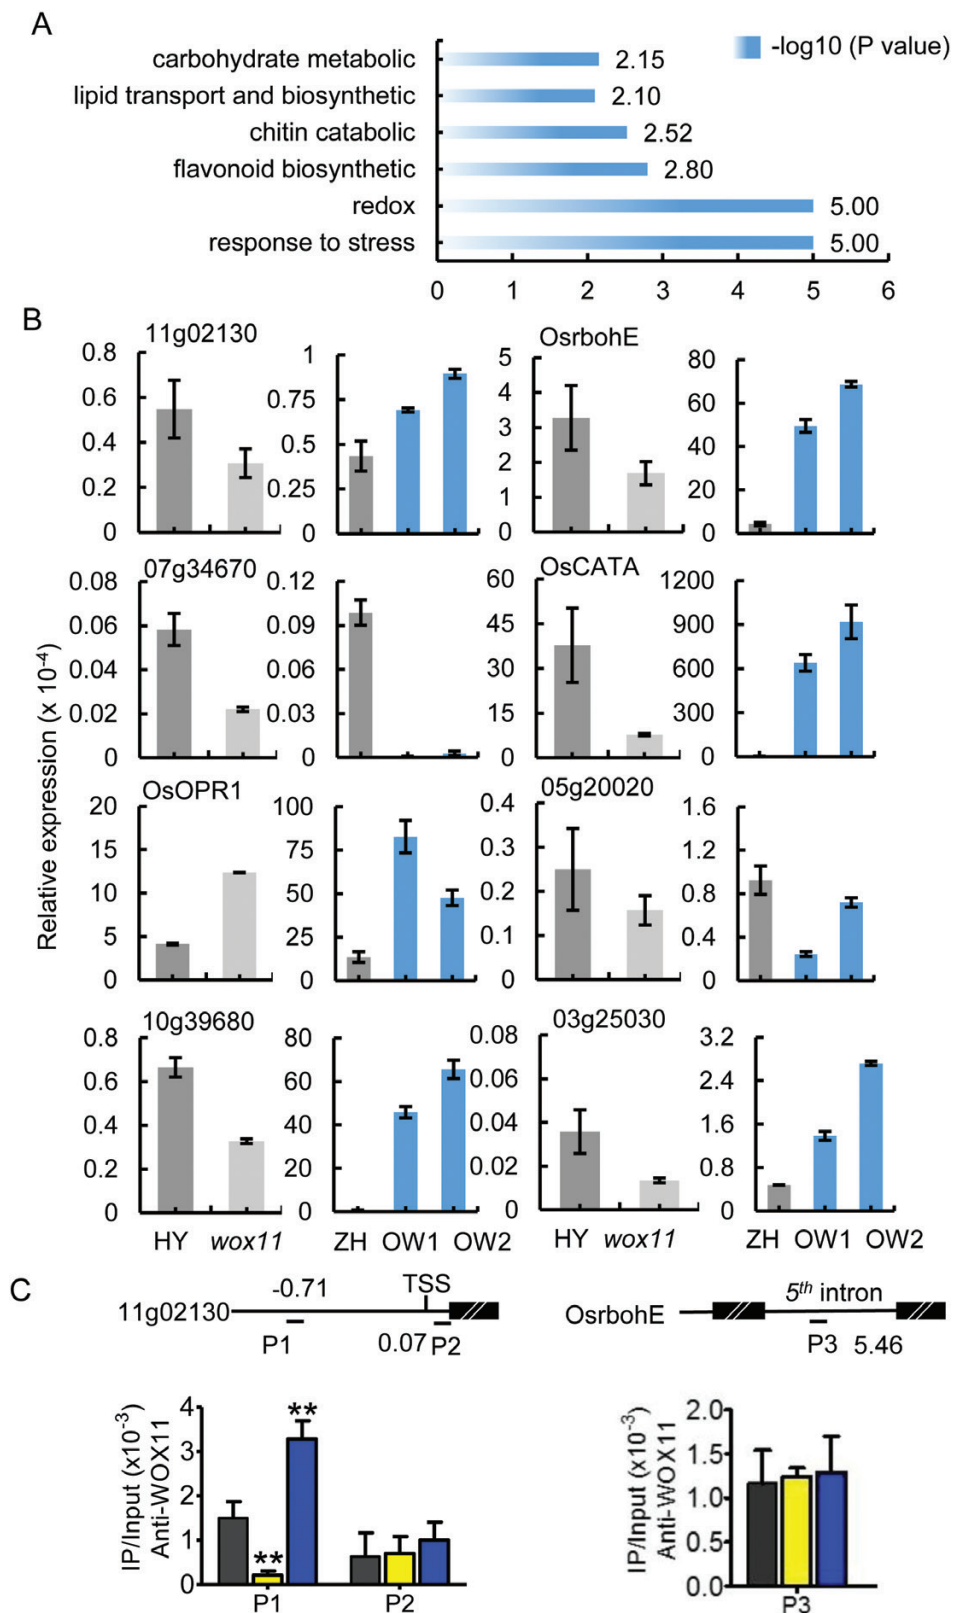 A
-log10 (P value)
carbohydrate metabolic 2.15
lipid transport and biosynthetic 2.10
chitin catabolic 2.52
flavonoid biosynthetic 2.80
redox 5.00
response to stress 5.00
0 1 2 3 4 5 6
B
Relative expression (x 10-4)
11g02130
0.8
0.6
0.4
0.2
0
1
0.75
0.5
0.25
0
OsrbohE
5
4
3
2
1
0
80
60
40
20
0
07g34670
0.08
0.06
0.04
0.02
0
0.12
0.09
0.06
0.03
0
OsCATA
60
45
30
15
0
1200
900
600
300
0
OsOPR1
20
15
10
5
0
100
75
50
25
0
05g20020
0.4
0.3
0.2
0.1
0
1.6
1.2
0.8
0.4
0
10g39680
0.8
0.6
0.4
0.2
0
80
60
40
20
0
03g25030
0.08
0.06
0.04
0.02
0
3.2
2.4
1.6
0.8
0
HY wox11 ZH OW1 OW2 HY wox11 ZH OW1 OW2
C
-0.71 TSS
11g02130
P1 0.07 P2
5th intron
OsrbohE
P3 5.46
IP/Input (x10-3)
Anti-WOX11
4
3
2
1
0
**
**
P1 P2
IP/Input (x10-3)
Anti-WOX11
2.0
1.5
1.0
0.5
0.0
P3